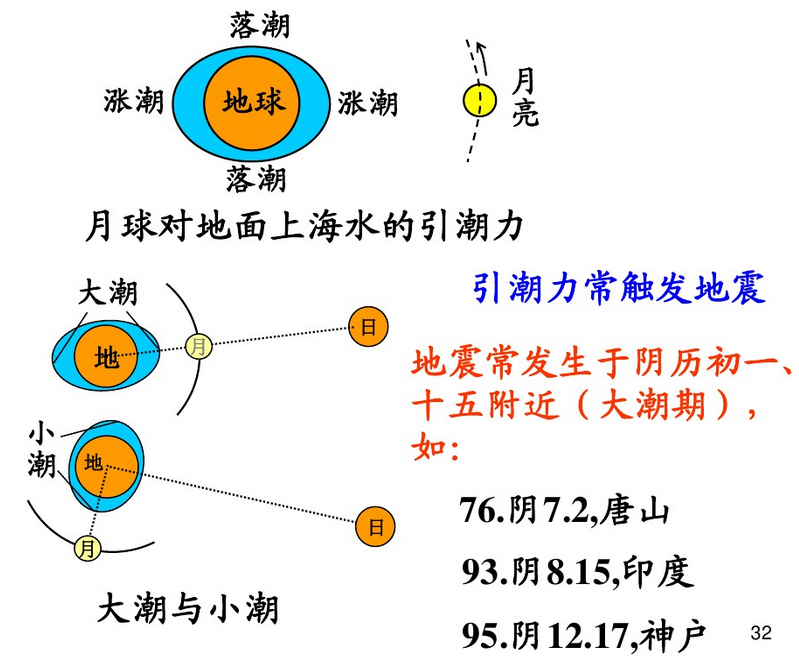 落潮
涨潮 地球 涨潮
月亮
落潮
月球对地面上海水的引潮力
大潮
地 月 日
小潮
地
月 日
大潮与小潮
引潮力常触发地震
地震常发生于阴历初一、
十五附近（大潮期），
如：
76.阴7.2,唐山
93.阴8.15,印度
95.阴12.17,神户
32